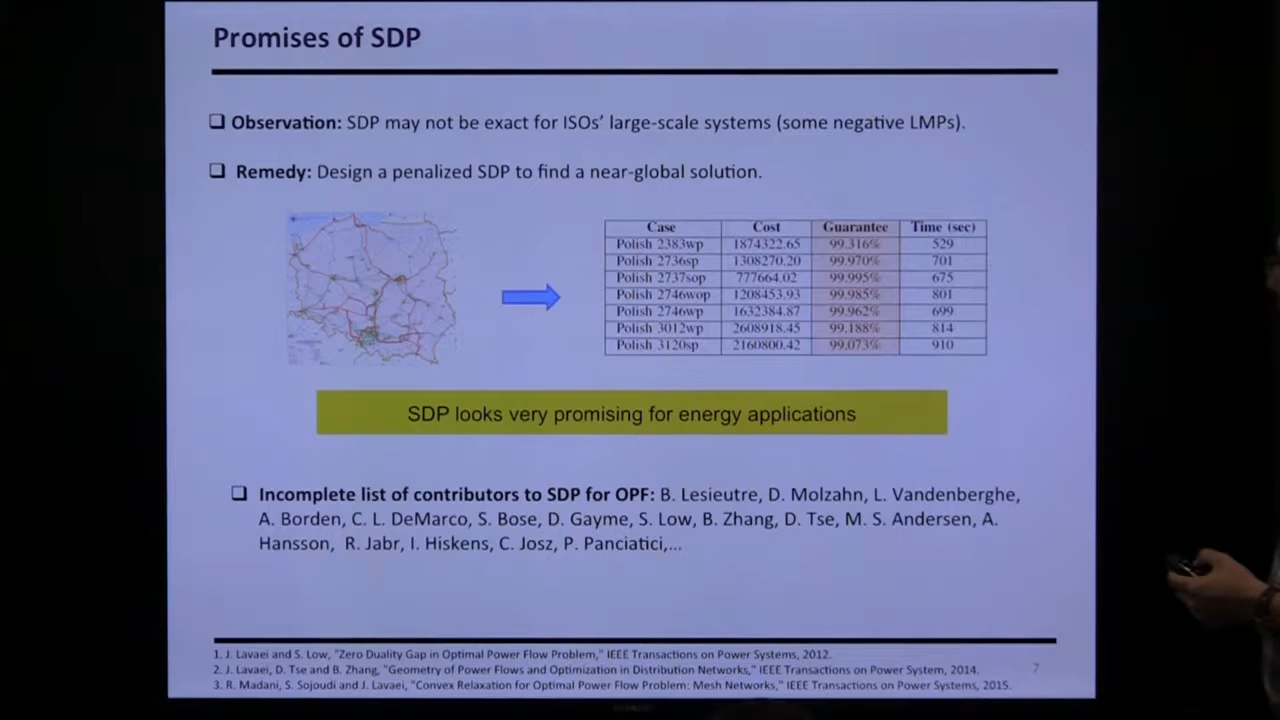 Promises of SDP
❑ Observation: SDP may not be exact for ISOs' large-scale systems (some negative LMPs).
❑ Remedy: Design a penalized SDP to find a near-global solution.
Case Cost Guarantee Time (sec)
Polish 2383wp 1874322.65 99.316% 529
Polish 2736sp 1308270.20 99.970% 701
Polish 2737sop 777664.02 99.995% 675
Polish 2746wop 1208453.93 99.985% 801
Polish 2746wp 1632384.87 99.962% 699
Polish 3012wp 2608918.45 99.188% 814
Polish 3120sp 2160800.42 99.073% 910
SDP looks very promising for energy applications
❑ Incomplete list of contributors to SDP for OPF: B. Lesieutre, D. Molzahn, L. Vandenberghe,
A. Borden, C. L. DeMarco, S. Bose, D. Gayme, S. Low, B. Zhang, D. Tse, M. S. Andersen, A.
Hansson, R. Jabr, I. Hiskens, C. Josz, P. Panciatici,...
1. J. Lavaei and S. Low, "Zero Duality Gap in Optimal Power Flow Problem," IEEE Transactions on Power Systems, 2012.
2. J. Lavaei, D. Tse and B. Zhang, "Geometry of Power Flows and Optimization in Distribution Networks," IEEE Transactions on Power System, 2014.
3. R. Madani, S. Sojoudi and J. Lavaei, "Convex Relaxation for Optimal Power Flow Problem: Mesh Networks," IEEE Transactions on Power Systems, 2015.
7